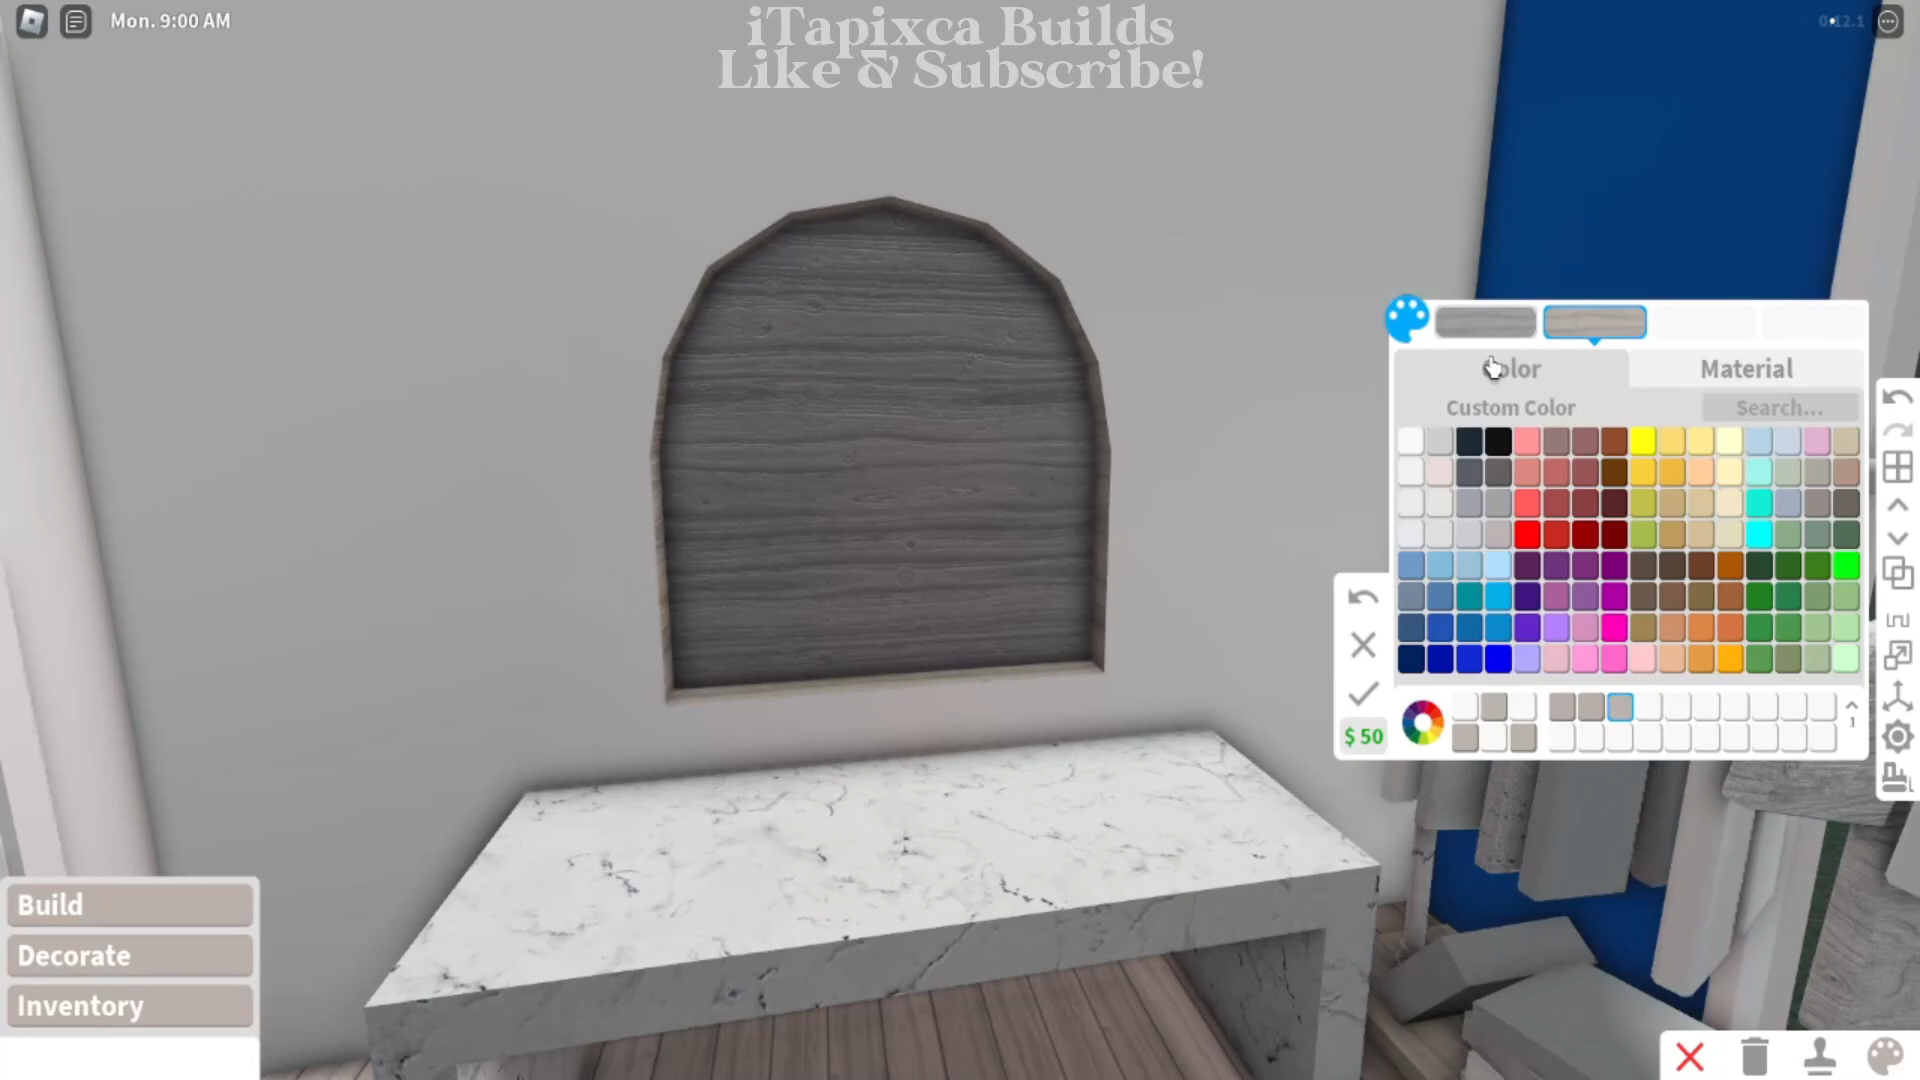 Mon. 9:00 AM
iTapixca Builds
Like & Subscribe!
Color
Material
Custom Color
Search...
$ 50
1
Build
Decorate
Inventory